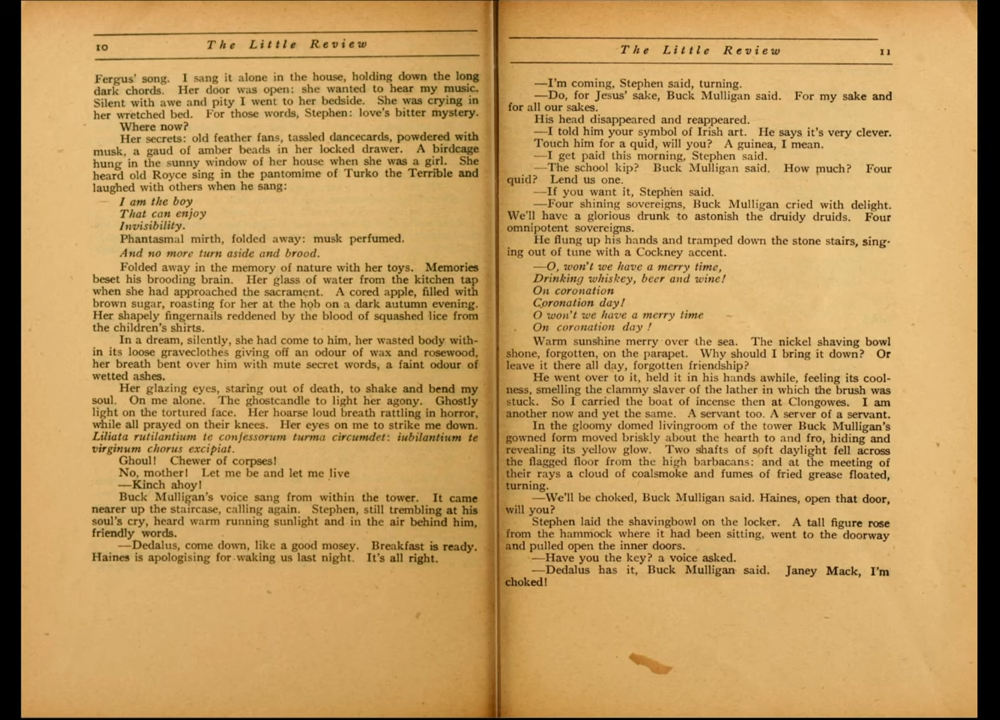 10 The Little Review
Fergus' song. I sang it alone in the house, holding down the long
dark chords. Her door was open: she wanted to hear my music.
Silent with awe and pity I went to her bedside. She was crying in
her wretched bed. For those words, Stephen: love's bitter mystery.
Where now?
Her secrets: old feather fans, tassled dancecards, powdered with
musk, a gaud of amber beads in her locked drawer. A birdcage
hung in the sunny window of her house when she was a girl. She
heard old Royce sing in the pantomime of Turko the Terrible and
laughed with others when he sang:
I am the boy
That can enjoy
Invisibility.
Phantasmal mirth, folded away: musk perfumed.
And no more turn aside and brood.
Folded away in the memory of nature with her toys. Memories
beset his brooding brain. Her glass of water from the kitchen tap
when she had approached the sacrament. A cored apple, filled with
brown sugar, roasting for her at the hob on a dark autumn evening.
Her shapely fingernails reddened by the blood of squashed lice from
the children's shirts.
In a dream, silently, she had come to him, her wasted body with-
in its loose graveclothes giving off an odour of wax and rosewood,
her breath bent over him with mute secret words, a faint odour of
wetted ashes.
Her glazing eyes, staring out of death, to shake and bend my
soul. On me alone. The ghostcandle to light her agony. Ghostly
light on the tortured face. Her hoarse loud breath rattling in horror,
while all prayed on their knees. Her eyes on me to strike me down.
Liliata rutilantium te confessorum turma circumdet: iubilantium te
virginum chorus excipiat.
Ghoul! Chewer of corpses!
No, mother! Let me be and let me live
—Kinch ahoy!
Buck Mulligan's voice sang from within the tower. It came
nearer up the staircase, calling again. Stephen, still trembling at his
soul's cry, heard warm running sunlight and in the air behind him,
friendly words.
—Dedalus, come down, like a good mosey. Breakfast is ready.
Haines is apologising for waking us last night. It's all right.
The Little Review 11
—I'm coming, Stephen said, turning.
—Do, for Jesus' sake, Buck Mulligan said. For my sake and
for all our sakes.
His head disappeared and reappeared.
—I told him your symbol of Irish art. He says it's very clever.
Touch him for a quid, will you? A guinea, I mean.
—I get paid this morning, Stephen said.
—The school kip? Buck Mulligan said. How much? Four
quid? Lend us one.
—If you want it, Stephen said.
—Four shining sovereigns, Buck Mulligan cried with delight.
We'll have a glorious drunk to astonish the druidy druids. Four
omnipotent sovereigns.
He flung up his hands and tramped down the stone stairs, sing-
ing out of tune with a Cockney accent.
—O, won't we have a merry time,
Drinking whiskey, beer and wine!
On coronation
Coronation day!
O won't we have a merry time
On coronation day !
Warm sunshine merry over the sea. The nickel shaving bowl
shone, forgotten, on the parapet. Why should I bring it down? Or
leave it there all day, forgotten friendship?
He went over to it, held it in his hands awhile, feeling its cool-
ness, smelling the clammy slaver of the lather in which the brush was
stuck. So I carried the boat of incense then at Clongowes. I am
another now and yet the same. A servant too. A server of a servant.
In the gloomy domed livingroom of the tower Buck Mulligan's
gowned form moved briskly about the hearth to and fro, hiding and
revealing its yellow glow. Two shafts of soft daylight fell across
the flagged floor from the high barbacans: and at the meeting of
their rays a cloud of coalsmoke and fumes of fried grease floated,
turning.
—We'll be choked, Buck Mulligan said. Haines, open that door,
will you?
Stephen laid the shavingbowl on the locker. A tall figure rose
from the hammock where it had been sitting, went to the doorway
and pulled open the inner doors.
—Have you the key? a voice asked.
—Dedalus has it, Buck Mulligan said. Janey Mack, I'm
choked!